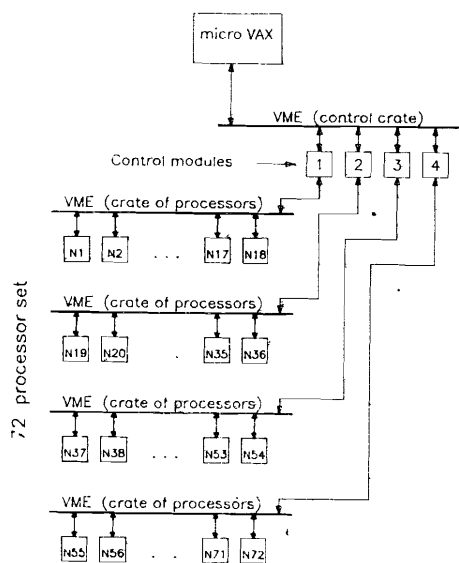 micro VAX
VME (control crate)
Control modules
1 2 3 4
VME (crate of processors)
N1 N2 . . . N17 N18
VME (crate of processors)
N19 N20 . . . N35 N36
VME (crate of processors)
N37 N38 . . . N53 N54
VME (crate of processors)
N55 N56 . . . N71 N72
72 processor set